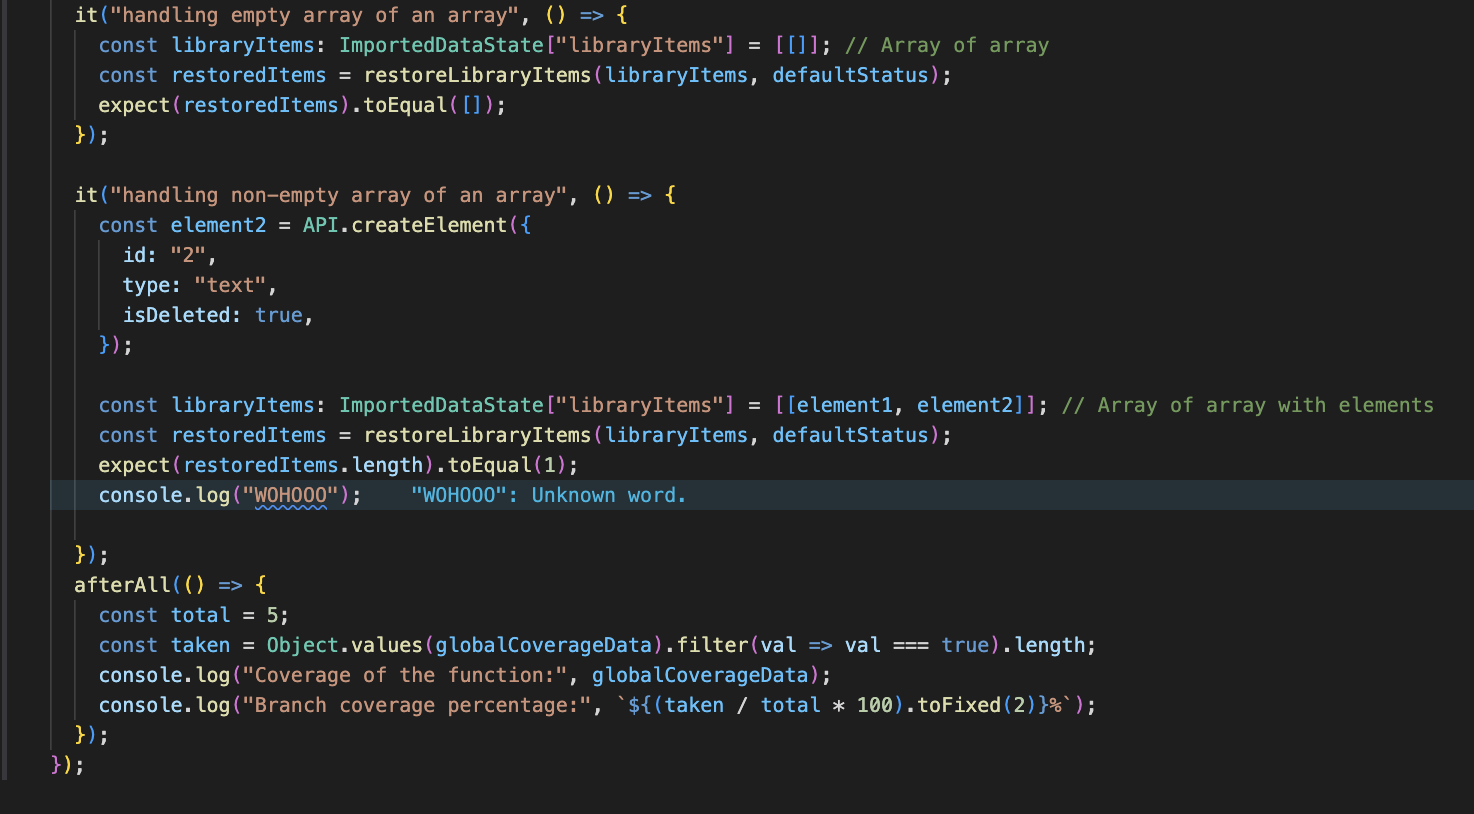 it("handling empty array of an array", () => {
const libraryItems: ImportedDataState["libraryItems"] = [[]]; // Array of array
const restoredItems = restoreLibraryItems(libraryItems, defaultStatus);
expect(restoredItems).toEqual([]);
});
it("handling non-empty array of an array", () => {
const element2 = API.createElement({
id: "2",
type: "text",
isDeleted: true,
});
const libraryItems: ImportedDataState["libraryItems"] = [[element1, element2]]; // Array of array with elements
const restoredItems = restoreLibraryItems(libraryItems, defaultStatus);
expect(restoredItems.length).toEqual(1);
console.log("WOHOOO"); "WOHOOO": Unknown word.
});
afterAll(() => {
const total = 5;
const taken = Object.values(globalCoverageData).filter(val => val === true).length;
console.log("Coverage of the function:", globalCoverageData);
console.log("Branch coverage percentage:", `${(taken / total * 100).toFixed(2)}%`);
});
});